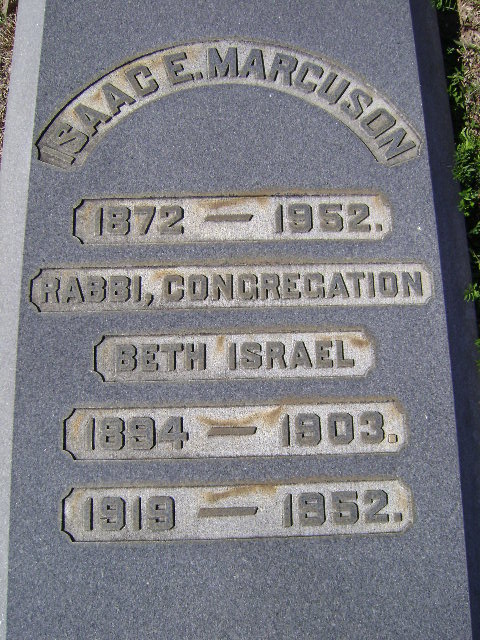 ISAAC E. MARCUSON
1872 — 1952.
RABBI, CONGREGATION
BETH ISRAEL
1894 — 1903.
1919 — 1952.